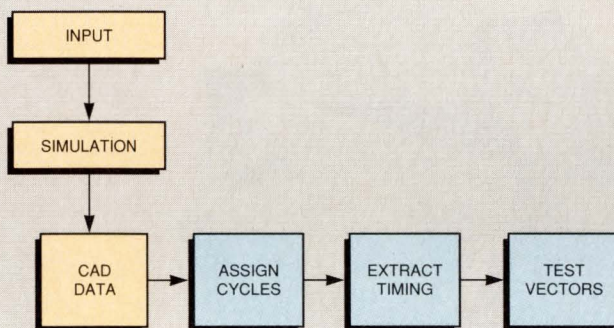 INPUT
SIMULATION
CAD
DATA
ASSIGN
CYCLES
EXTRACT
TIMING
TEST
VECTORS